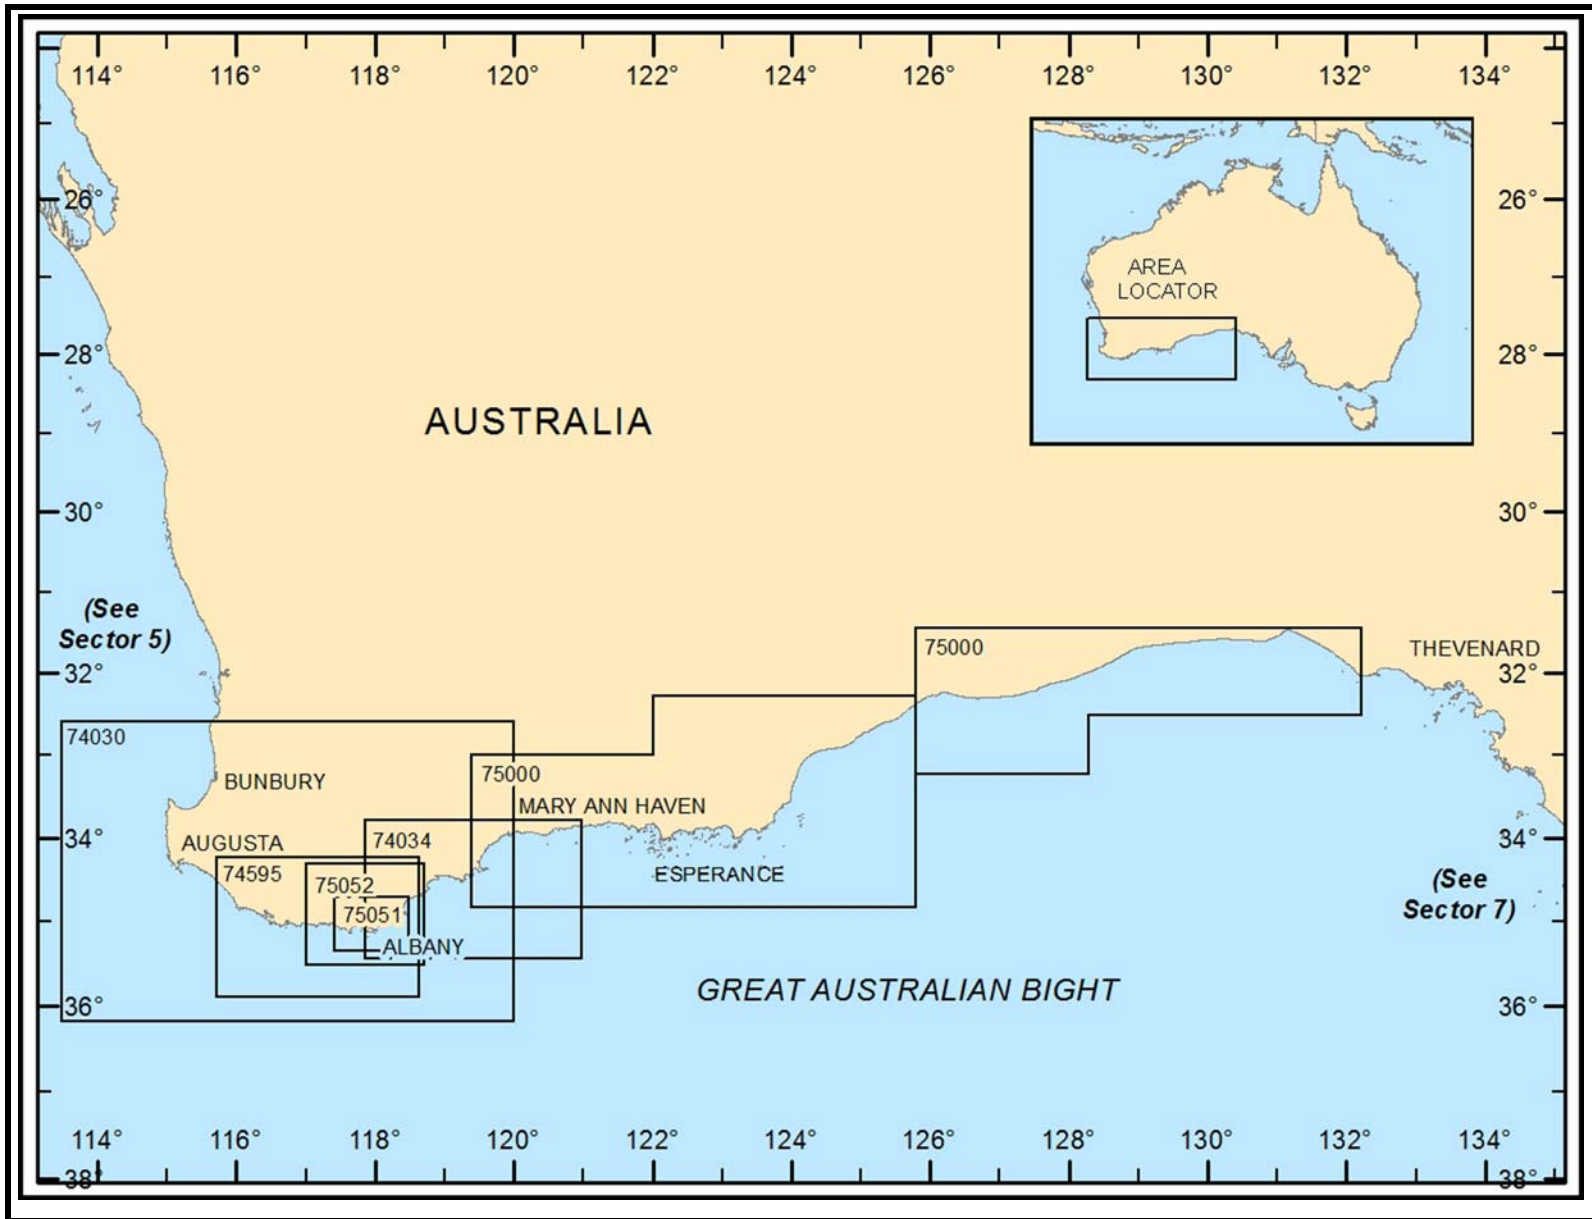 114° 116° 118° 120° 122° 124° 126° 128° 130° 132° 134°
26° 26°
AREA
LOCATOR
28° 28°
AUSTRALIA
30° 30°
(See
Sector 5)
75000
THEVENARD
32° 32°
74030
75000
BUNBURY
MARY ANN HAVEN
34° 34°
AUGUSTA
74034
74595
75052
ESPERANCE
75051
(See
Sector 7)
ALBANY
GREAT AUSTRALIAN BIGHT
36° 36°
114° 116° 118° 120° 122° 124° 126° 128° 130° 132° 134°
38° 38°